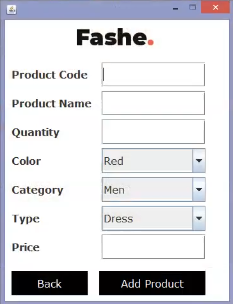 Fashe.
Product Code
Product Name
Quantity
Color Red
Category Men
Type Dress
Price
Back Add Product